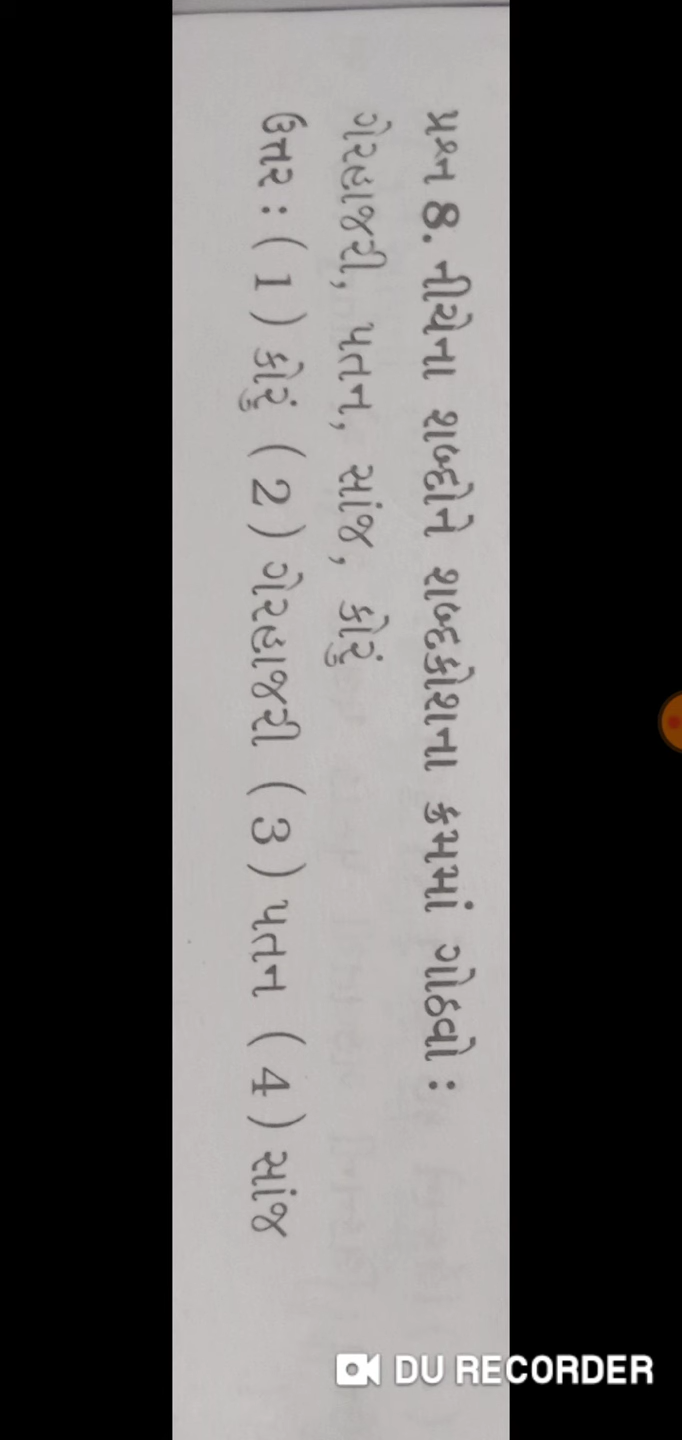 પ્રશ્ન 8. નીચેના શબ્દોને શબ્દકોશના ક્રમમાં ગોઠવો :
ગેરહાજરી, પતન, સાંજ, કોરું
ઉત્તર : ( 1 ) કોરું ( 2 ) ગેરહાજરી ( 3 ) પતન ( 4 ) સાંજ
DU RECORDER